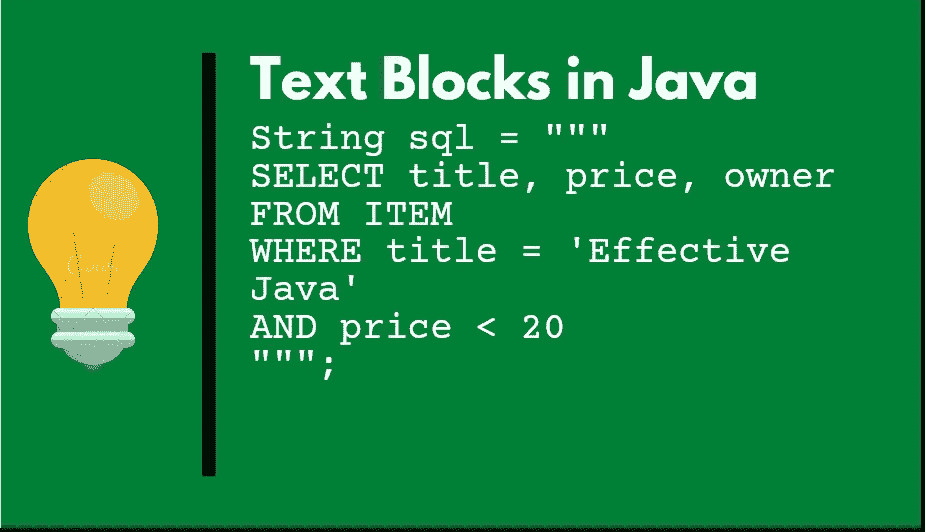 Text Blocks in Java
String sql = """
SELECT title, price, owner
FROM ITEM
WHERE title = 'Effective
Java'
AND price < 20
""";